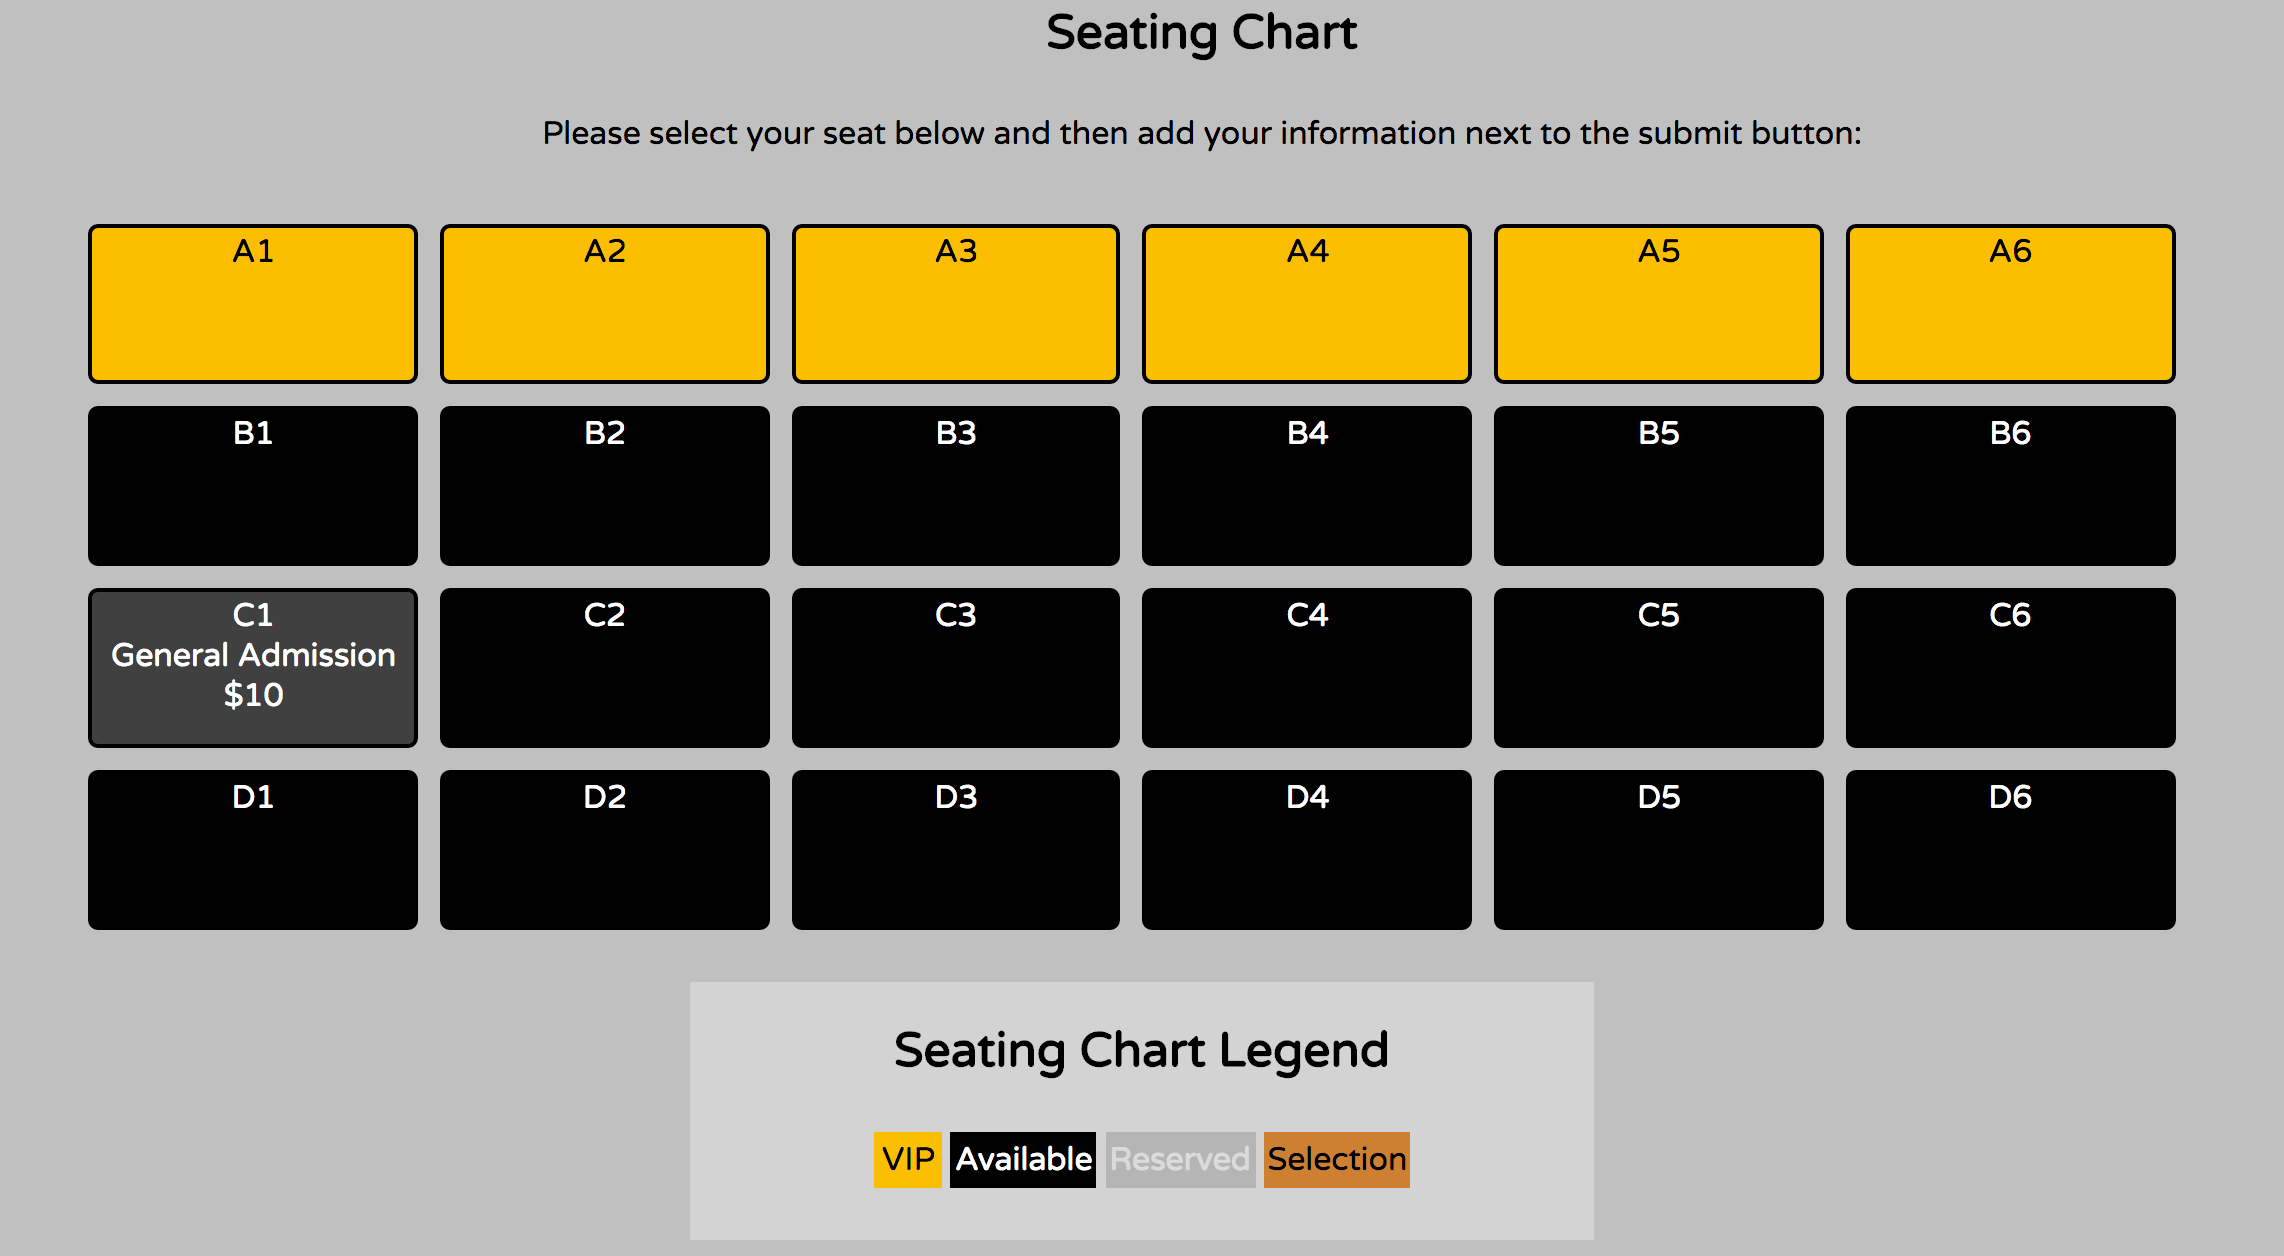 Seating Chart
Please select your seat below and then add your information next to the submit button:
A1 A2 A3 A4 A5 A6
B1 B2 B3 B4 B5 B6
C1 C2 C3 C4 C5 C6
General Admission
$10
D1 D2 D3 D4 D5 D6
Seating Chart Legend
VIP Available Reserved Selection